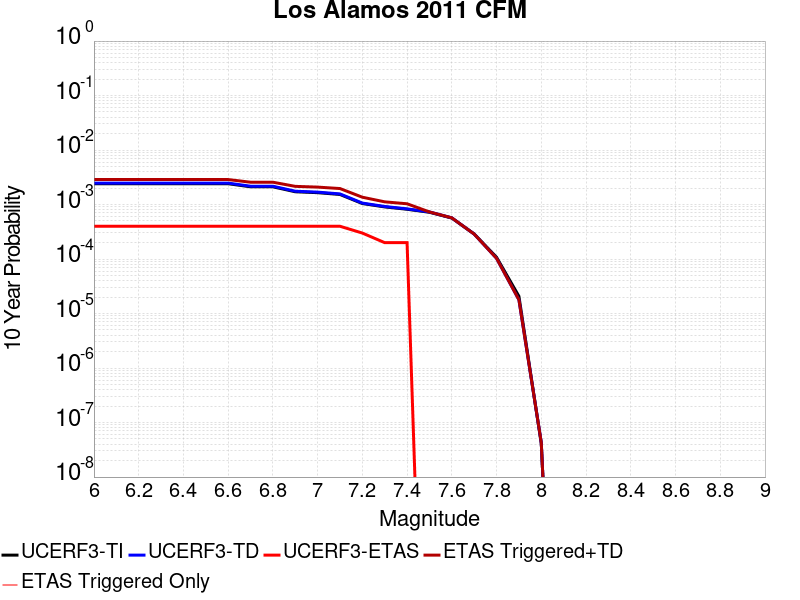 Los Alamos 2011 CFM
10 0
10 -1
10 -2
10 -3
10 -4
10 -5
10 -6
10 -7
10 -8
10 Year Probability
6 6.2 6.4 6.6 6.8 7 7.2 7.4 7.6 7.8 8 8.2 8.4 8.6 8.8 9
Magnitude
UCERF3-TI UCERF3-TD UCERF3-ETAS ETAS Triggered+TD
ETAS Triggered Only